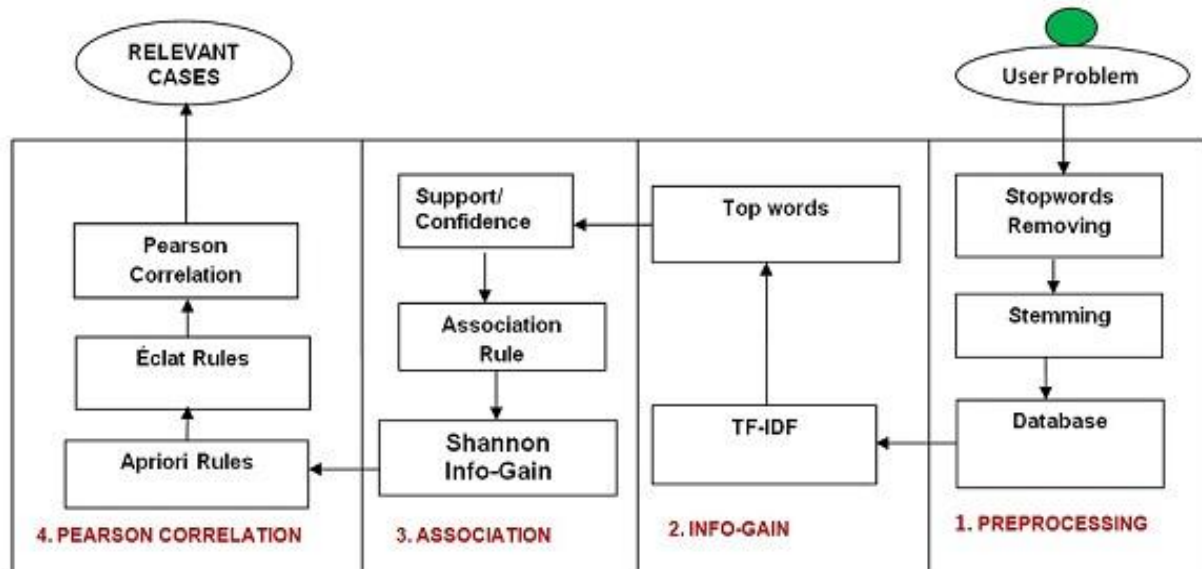 RELEVANT
CASES
User Problem
Support/
Confidence
Top words
Stopwords
Removing
Pearson
Correlation
Association
Rule
Stemming
Éclat Rules
Shannon
Info-Gain
TF-IDF
Database
Apriori Rules
4. PEARSON CORRELATION
3. ASSOCIATION
2. INFO-GAIN
1. PREPROCESSING